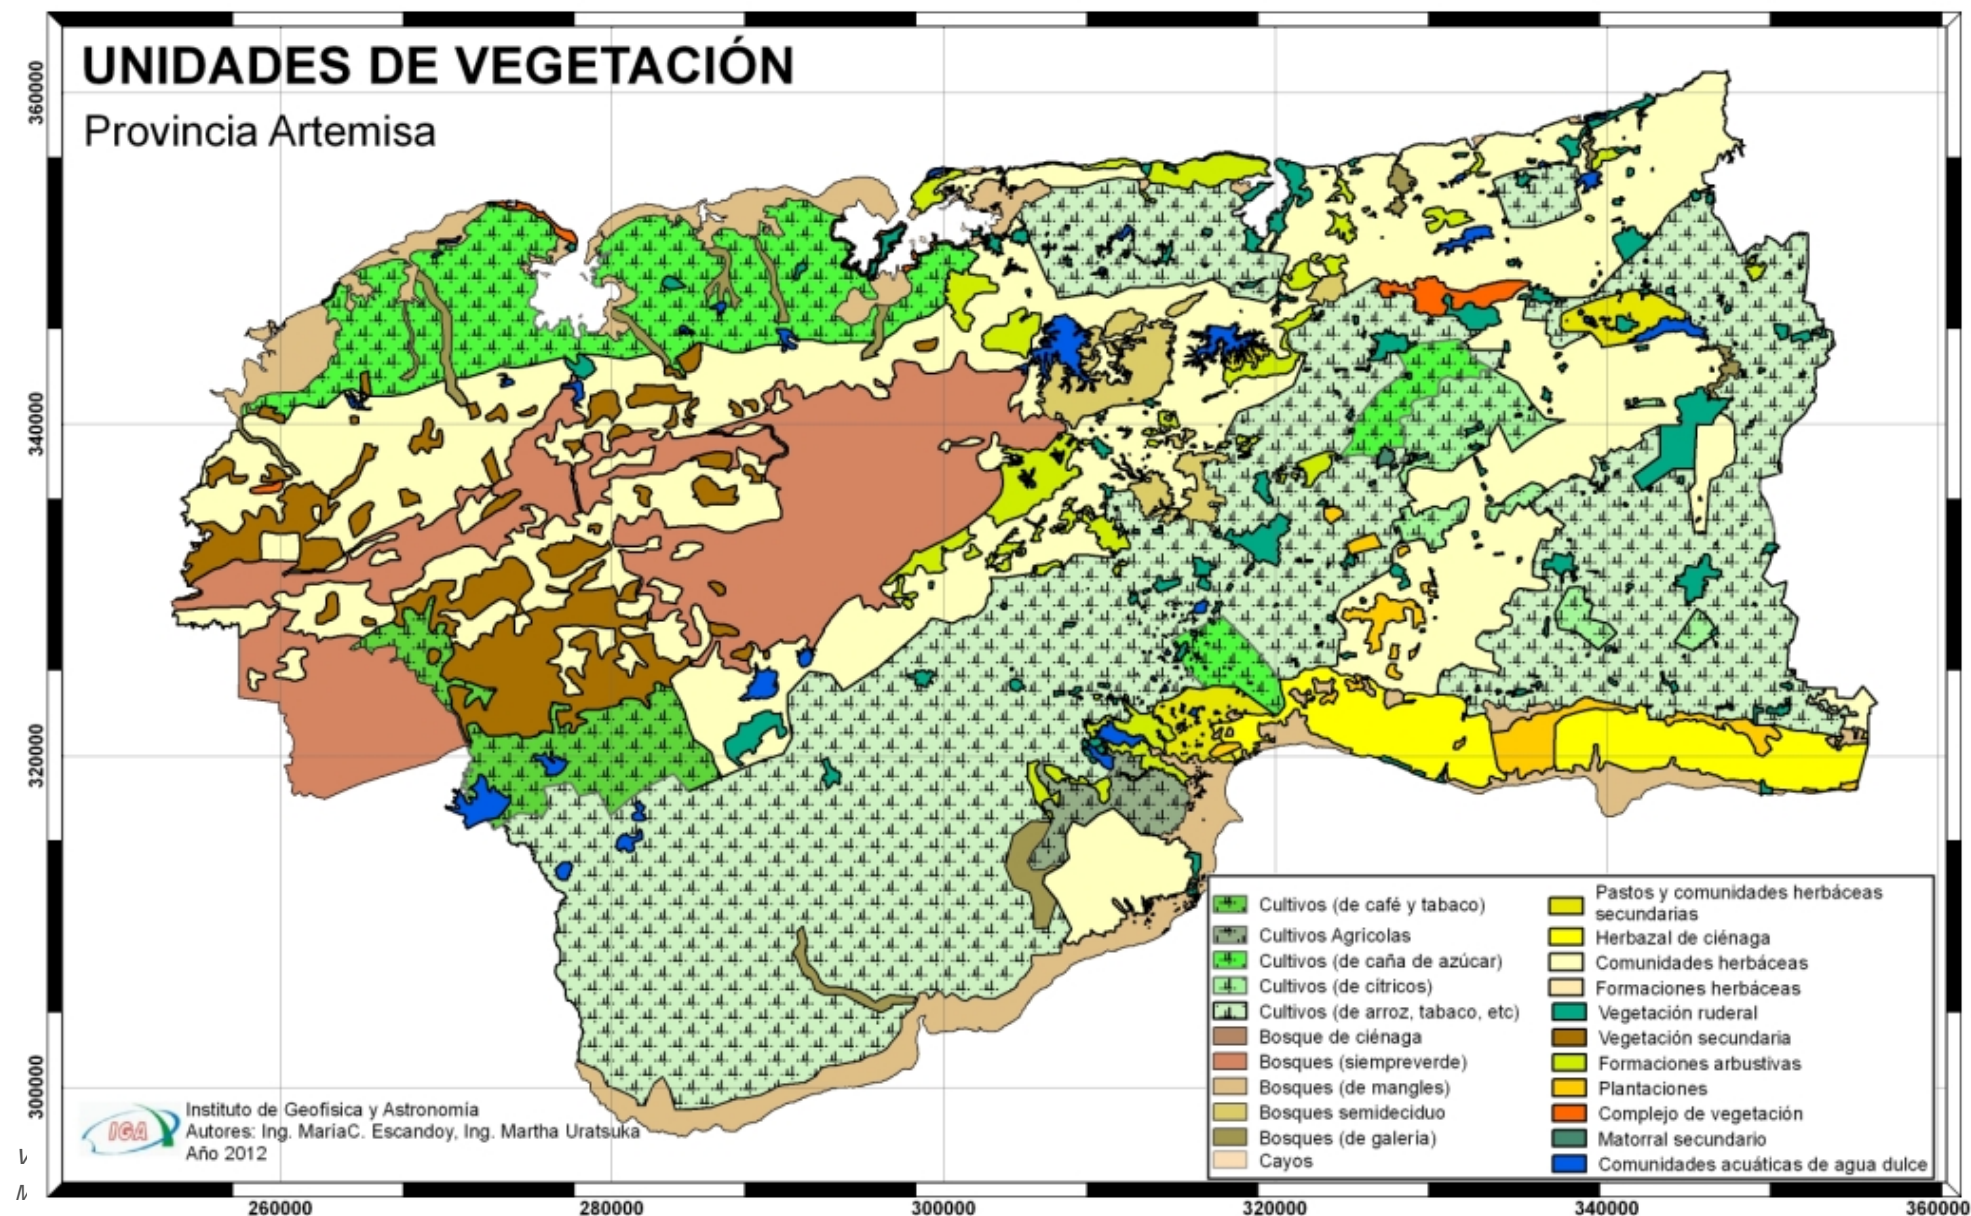 UNIDADES DE VEGETACIÓN
Provincia Artemisa
360000
340000
320000
300000
Cultivos (de café y tabaco)
Cultivos Agrícolas
Cultivos (de caña de azúcar)
Cultivos (de cítricos)
Cultivos (de arroz, tabaco, etc)
Bosque de ciénaga
Bosques (siempreverde)
Bosques (de mangles)
Bosques semideciduo
Bosques (de galería)
Cayos
Pastos y comunidades herbáceas
secundarias
Herbazal de ciénaga
Comunidades herbáceas
Formaciones herbáceas
Vegetación ruderal
Vegetación secundaria
Formaciones arbustivas
Plantaciones
Complejo de vegetación
Matorral secundario
Comunidades acuáticas de agua dulce
IGA
Instituto de Geofísica y Astronomía
Autores: Ing. MaríaC. Escandoy, Ing. Martha Uratsuka
Año 2012
260000
280000
300000
320000
340000
360000